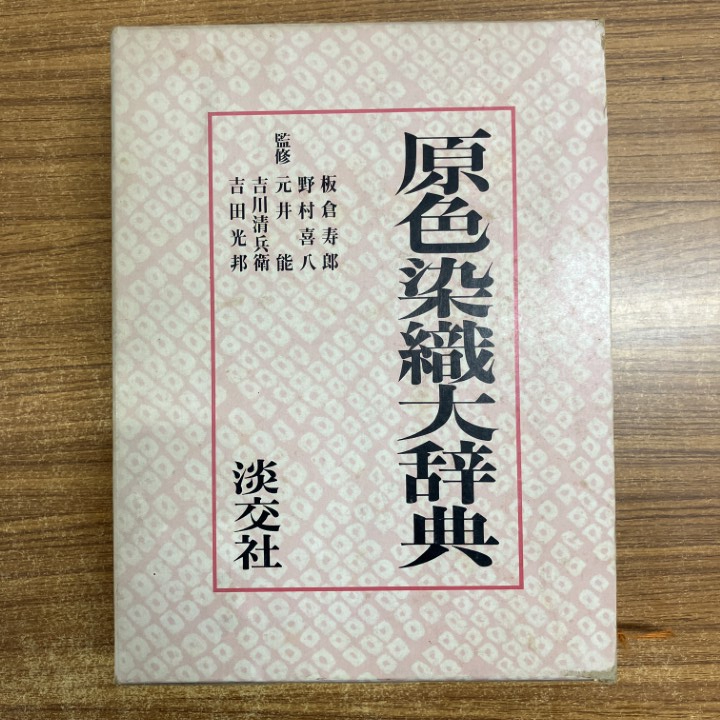 原色染織大辞典
板倉寿郎
野村喜八
監修 元井能
吉川清兵衛
吉田光邦
淡交社